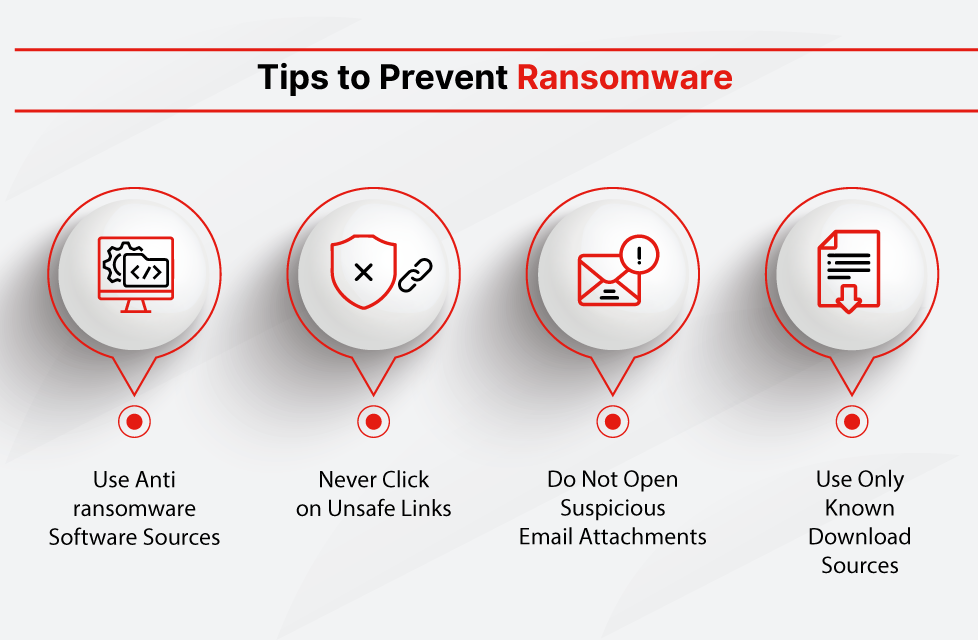 Tips to Prevent Ransomware
Use Anti
ransomware
Software Sources
Never Click
on Unsafe Links
Do Not Open
Suspicious
Email Attachments
Use Only
Known
Download
Sources